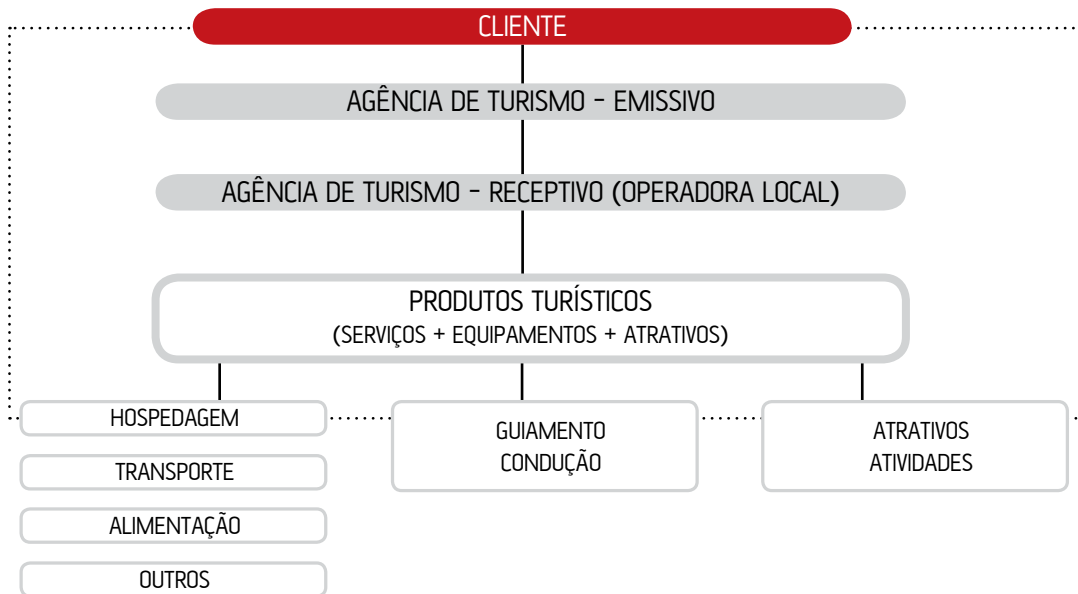 CLIENTE
AGÊNCIA DE TURISMO - EMISSIVO
AGÊNCIA DE TURISMO - RECEPTIVO (OPERADORA LOCAL)
PRODUTOS TURÍSTICOS
(SERVIÇOS + EQUIPAMENTOS + ATRATIVOS)
HOSPEDAGEM
TRANSPORTE
ALIMENTAÇÃO
OUTROS
GUIAMENTO
CONDUÇÃO
ATRATIVOS
ATIVIDADES